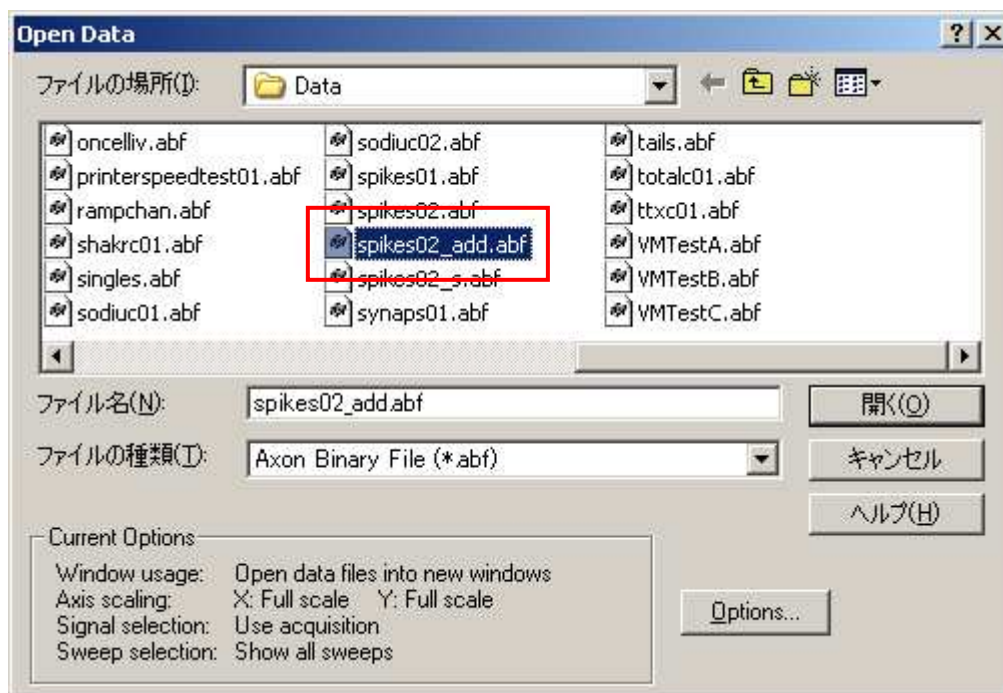 Open Data
ファイルの場所(I):
Data
oncelliv.abf
printerspeedtest01.abf
rampchan.abf
shakrc01.abf
singles.abf
sodiuc01.abf
sodiuc02.abf
spikes01.abf
spikes02.abf
spikes02_add.abf
spikes02_s.abf
synaps01.abf
tails.abf
totalc01.abf
ttxc01.abf
VMTestA.abf
VMTestB.abf
VMTestC.abf
ファイル名(N):
spikes02_add.abf
開く(O)
ファイルの種類(T):
Axon Binary File (*.abf)
キャンセル
ヘルプ(H)
Current Options
Window usage: Open data files into new windows
Axis scaling: X: Full scale Y: Full scale
Signal selection: Use acquisition
Sweep selection: Show all sweeps
Options...